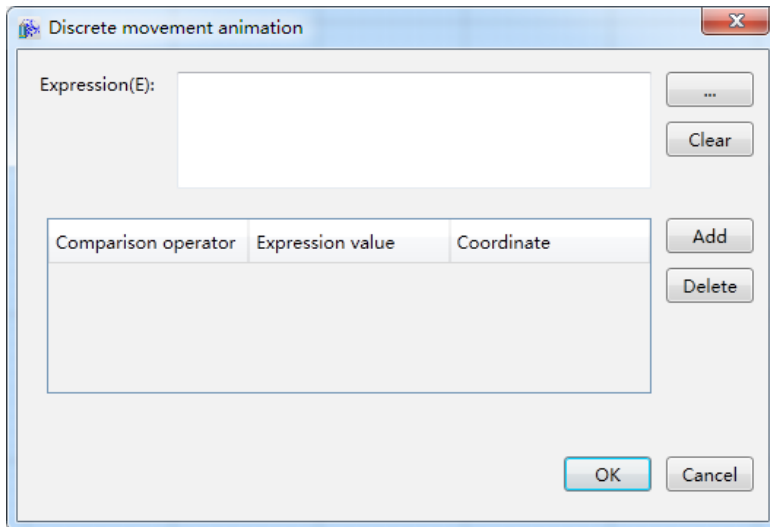 Discrete movement animation
Expression(E):
...
Clear
Comparison operator Expression value Coordinate
Add
Delete
OK Cancel